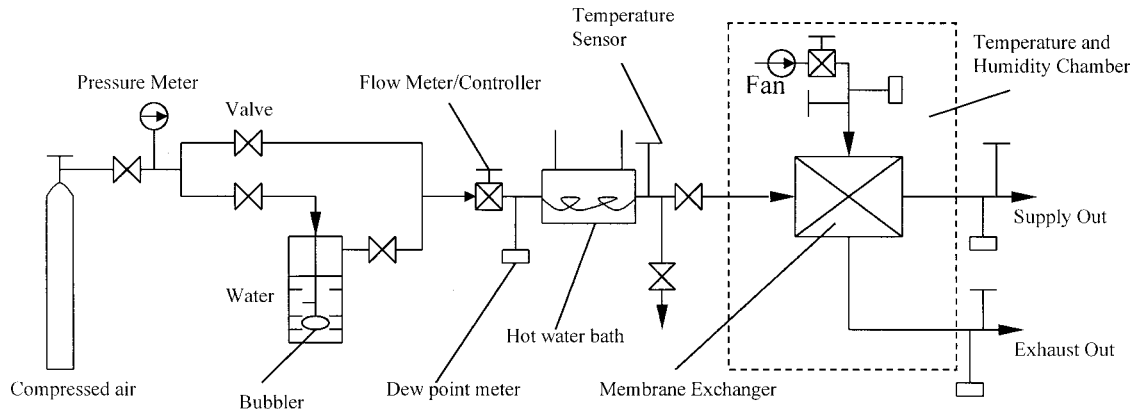 Temperature
Sensor
Temperature and
Humidity Chamber
Pressure Meter
Flow Meter/Controller
Fan
Valve
Supply Out
Water
Hot water bath
Exhaust Out
Compressed air
Bubbler
Dew point meter
Membrane Exchanger